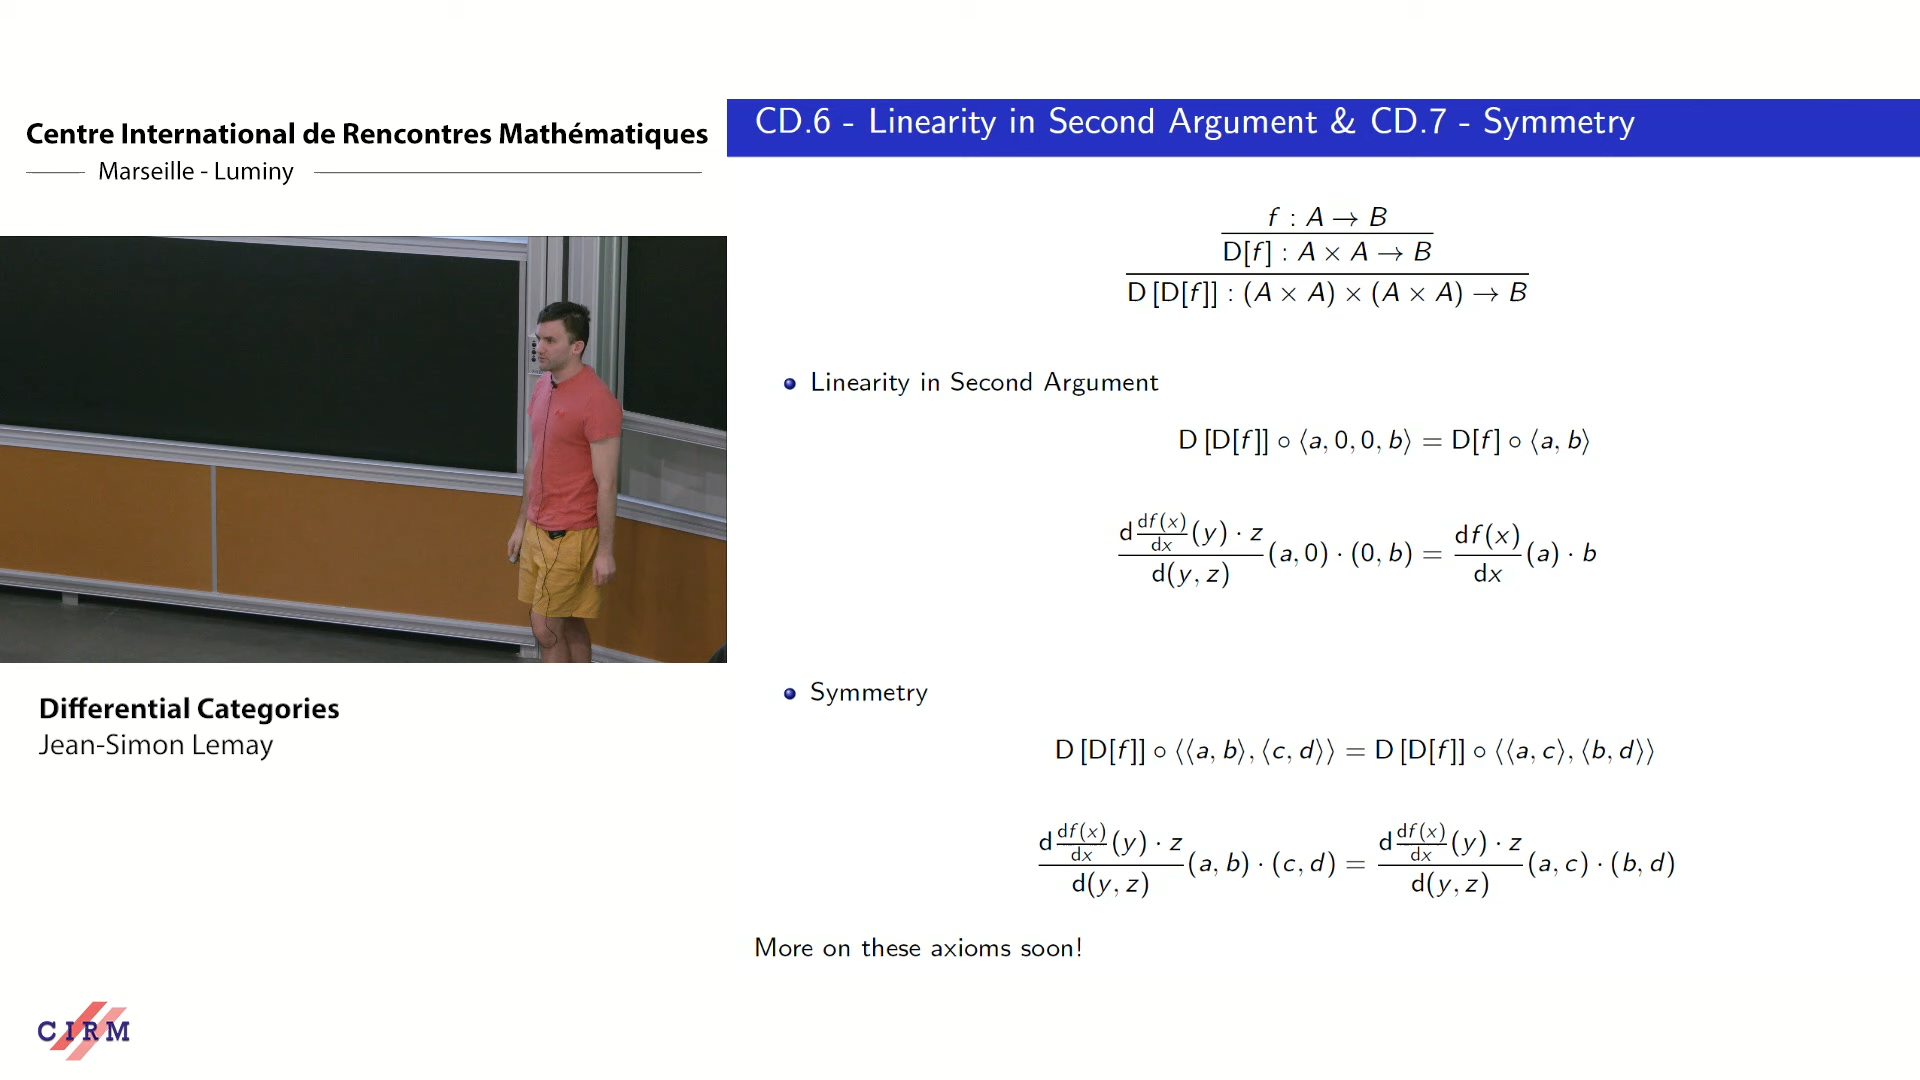 Centre International de Rencontres Mathématiques
Marseille - Luminy
Differential Categories
Jean-Simon Lemay
CIRM
CD.6 - Linearity in Second Argument & CD.7 - Symmetry
f : A → B
D[f] : A × A → B
D [D[f]] : (A × A) × (A × A) → B
Linearity in Second Argument
D [D[f]] ∘ ⟨a, 0, 0, b⟩ = D[f] ∘ ⟨a, b⟩
d df(x)/dx (y) · z / d(y, z) (a, 0) · (0, b) = df(x)/dx (a) · b
Symmetry
D [D[f]] ∘ ⟨⟨a, b⟩, ⟨c, d⟩⟩ = D [D[f]] ∘ ⟨⟨a, c⟩, ⟨b, d⟩⟩
d df(x)/dx (y) · z / d(y, z) (a, b) · (c, d) = d df(x)/dx (y) · z / d(y, z) (a, c) · (b, d)
More on these axioms soon!